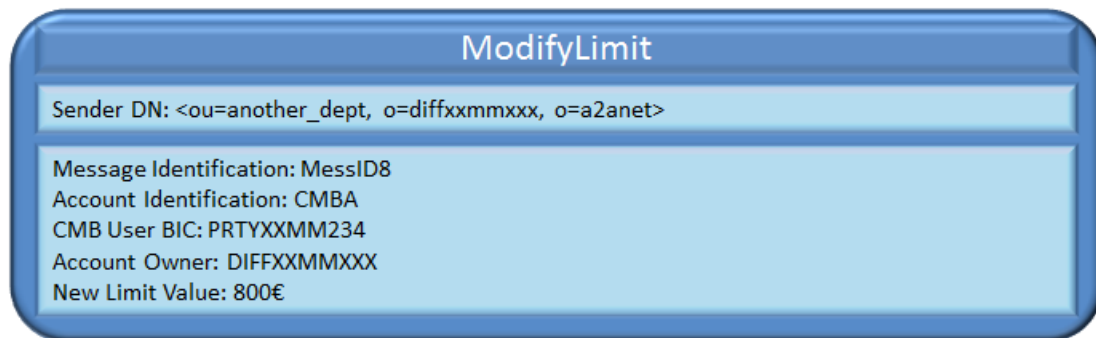 ModifyLimit
Sender DN: <ou=another_dept, o=diffxxmmxxx, o=a2anet>
Message Identification: MessID8
Account Identification: CMBA
CMB User BIC: PRTYXXMM234
Account Owner: DIFFXXMMXXX
New Limit Value: 800€